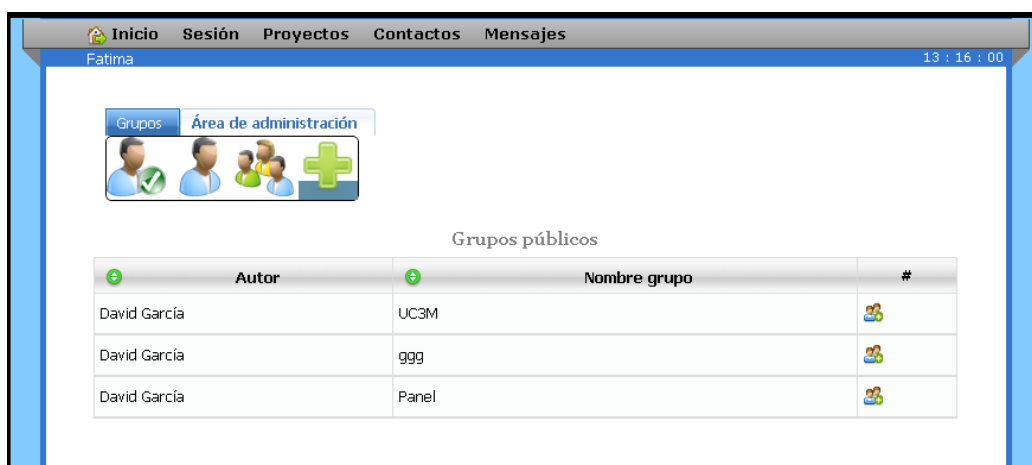 Inicio Sesión Proyectos Contactos Mensajes
Fatima 13 : 16 : 00
Grupos Área de administración
Grupos públicos
Autor Nombre grupo #
David García UC3M
David García ggg
David García Panel